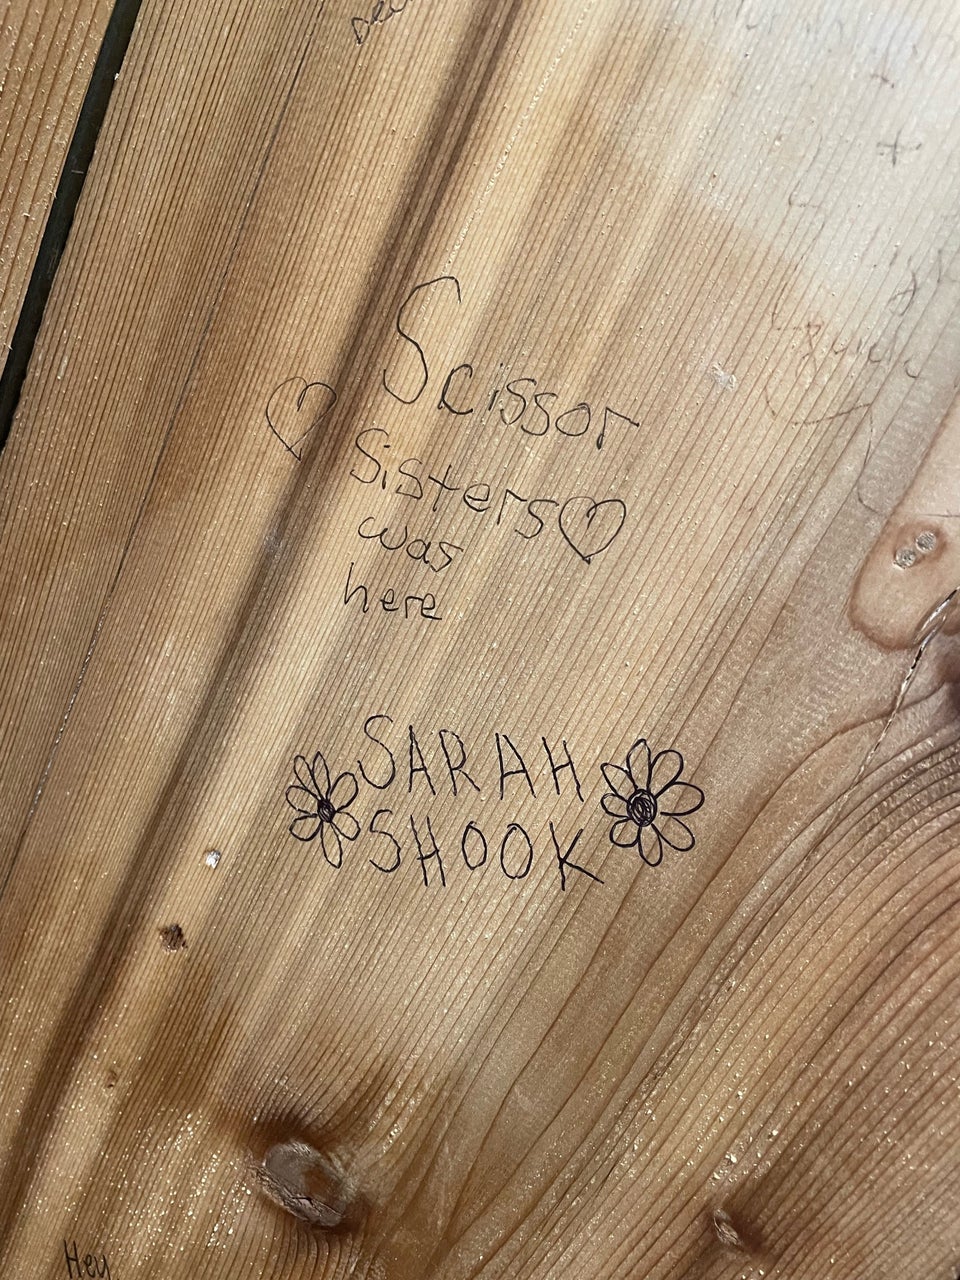 Scissor
Sisters
was
here
SARAH
SHOOK
Hey